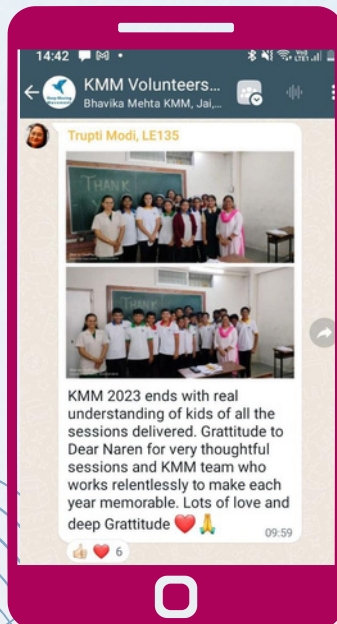 14:42
KMM Volunteers...
Bhavika Mehta KMM, Jai,...
Trupti Modi, LE135
THANK
THANK
KMM 2023 ends with real
understanding of kids of all the
sessions delivered. Grattitude to
Dear Naren for very thoughtful
sessions and KMM team who
works relentlessly to make each
year memorable. Lots of love and
deep Grattitude ❤️ 🙏
09:59
👍 ❤️ 6